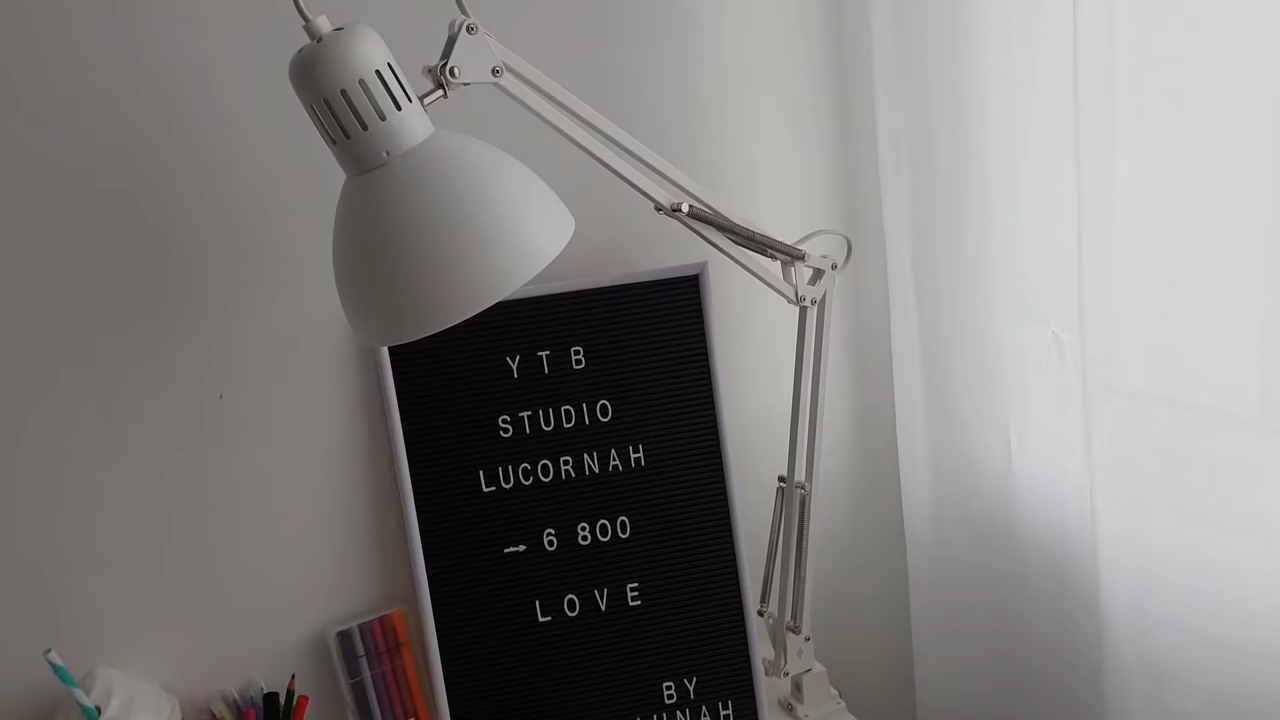 YTB
STUDIO
LUCORNAH
→ 6 800
LOVE
BY